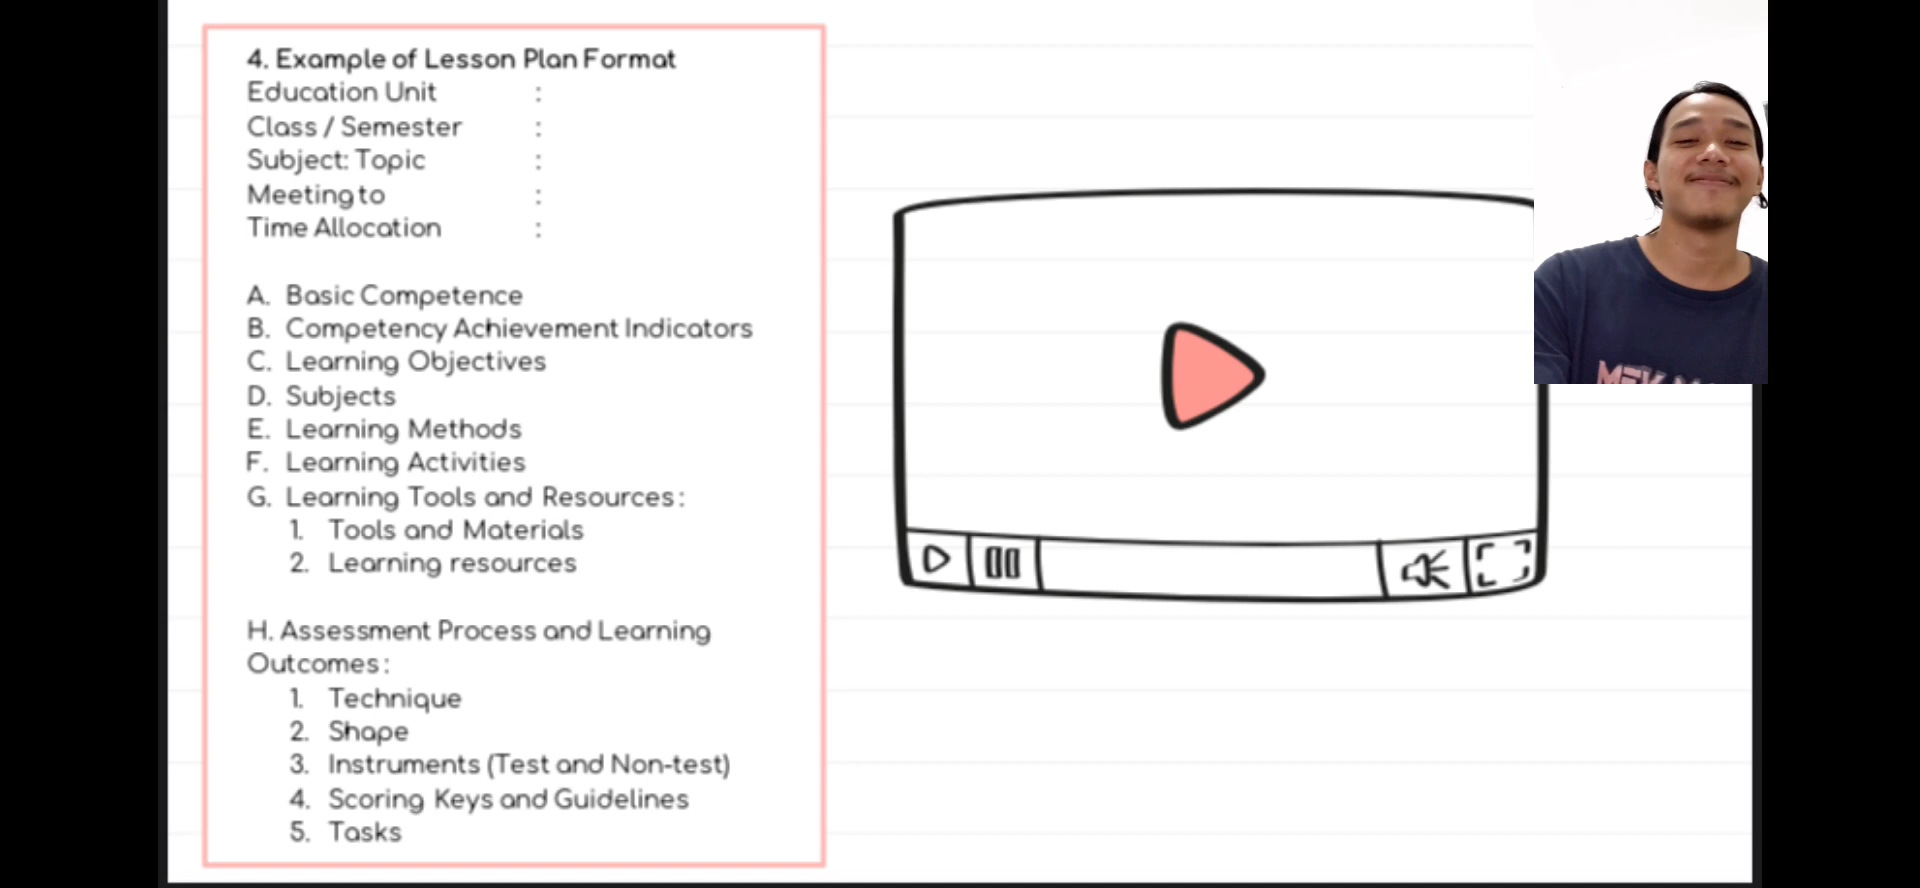 4. Example of Lesson Plan Format
Education Unit :
Class / Semester :
Subject: Topic :
Meeting to :
Time Allocation :
A. Basic Competence
B. Competency Achievement Indicators
C. Learning Objectives
D. Subjects
E. Learning Methods
F. Learning Activities
G. Learning Tools and Resources:
1. Tools and Materials
2. Learning resources
H. Assessment Process and Learning
Outcomes:
1. Technique
2. Shape
3. Instruments (Test and Non-test)
4. Scoring Keys and Guidelines
5. Tasks